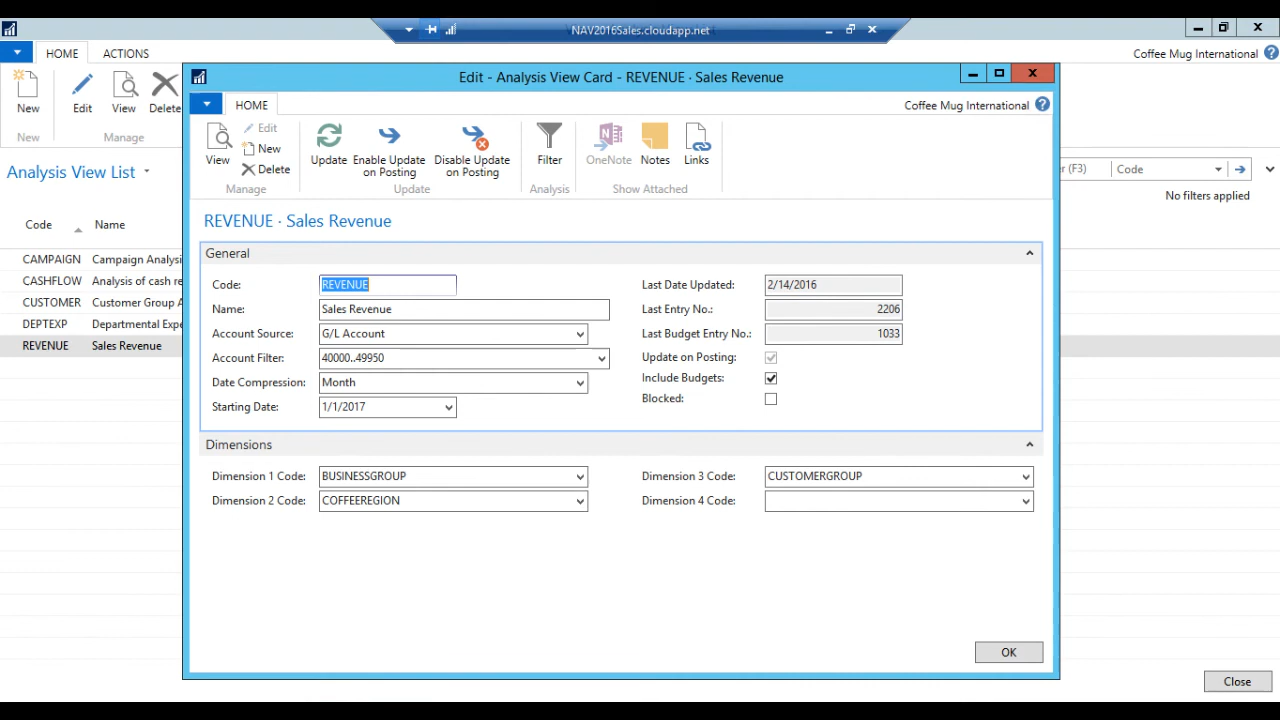 NAV2016Sales.cloudapp.net
HOME ACTIONS
Coffee Mug International
New Edit View Delete
New Manage
Analysis View List
(F3) Code
No filters applied
Code Name
CAMPAIGN Campaign Analysi
CASHFLOW Analysis of cash re
CUSTOMER Customer Group A
DEPTEXP Departmental Expe
REVENUE Sales Revenue
Close
Edit - Analysis View Card - REVENUE · Sales Revenue
HOME
Coffee Mug International
View
Edit
New
Delete
Update
Enable Update
on Posting
Disable Update
on Posting
Filter
OneNote
Notes
Links
Manage Update Analysis Show Attached
REVENUE · Sales Revenue
General
Code: REVENUE
Name: Sales Revenue
Account Source: G/L Account
Account Filter: 40000..49950
Date Compression: Month
Starting Date: 1/1/2017
Last Date Updated: 2/14/2016
Last Entry No.: 2206
Last Budget Entry No.: 1033
Update on Posting:
Include Budgets:
Blocked:
Dimensions
Dimension 1 Code: BUSINESSGROUP
Dimension 2 Code: COFFEEREGION
Dimension 3 Code: CUSTOMERGROUP
Dimension 4 Code:
OK